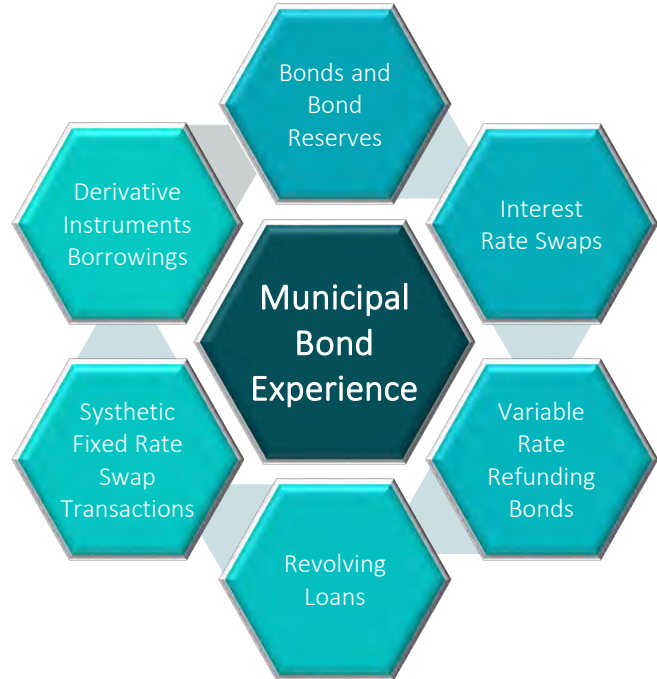 Bonds and
Bond
Reserves
Interest
Rate Swaps
Variable
Rate
Refunding
Bonds
Revolving
Loans
Systhetic
Fixed Rate
Swap
Transactions
Derivative
Instruments
Borrowings
Municipal
Bond
Experience